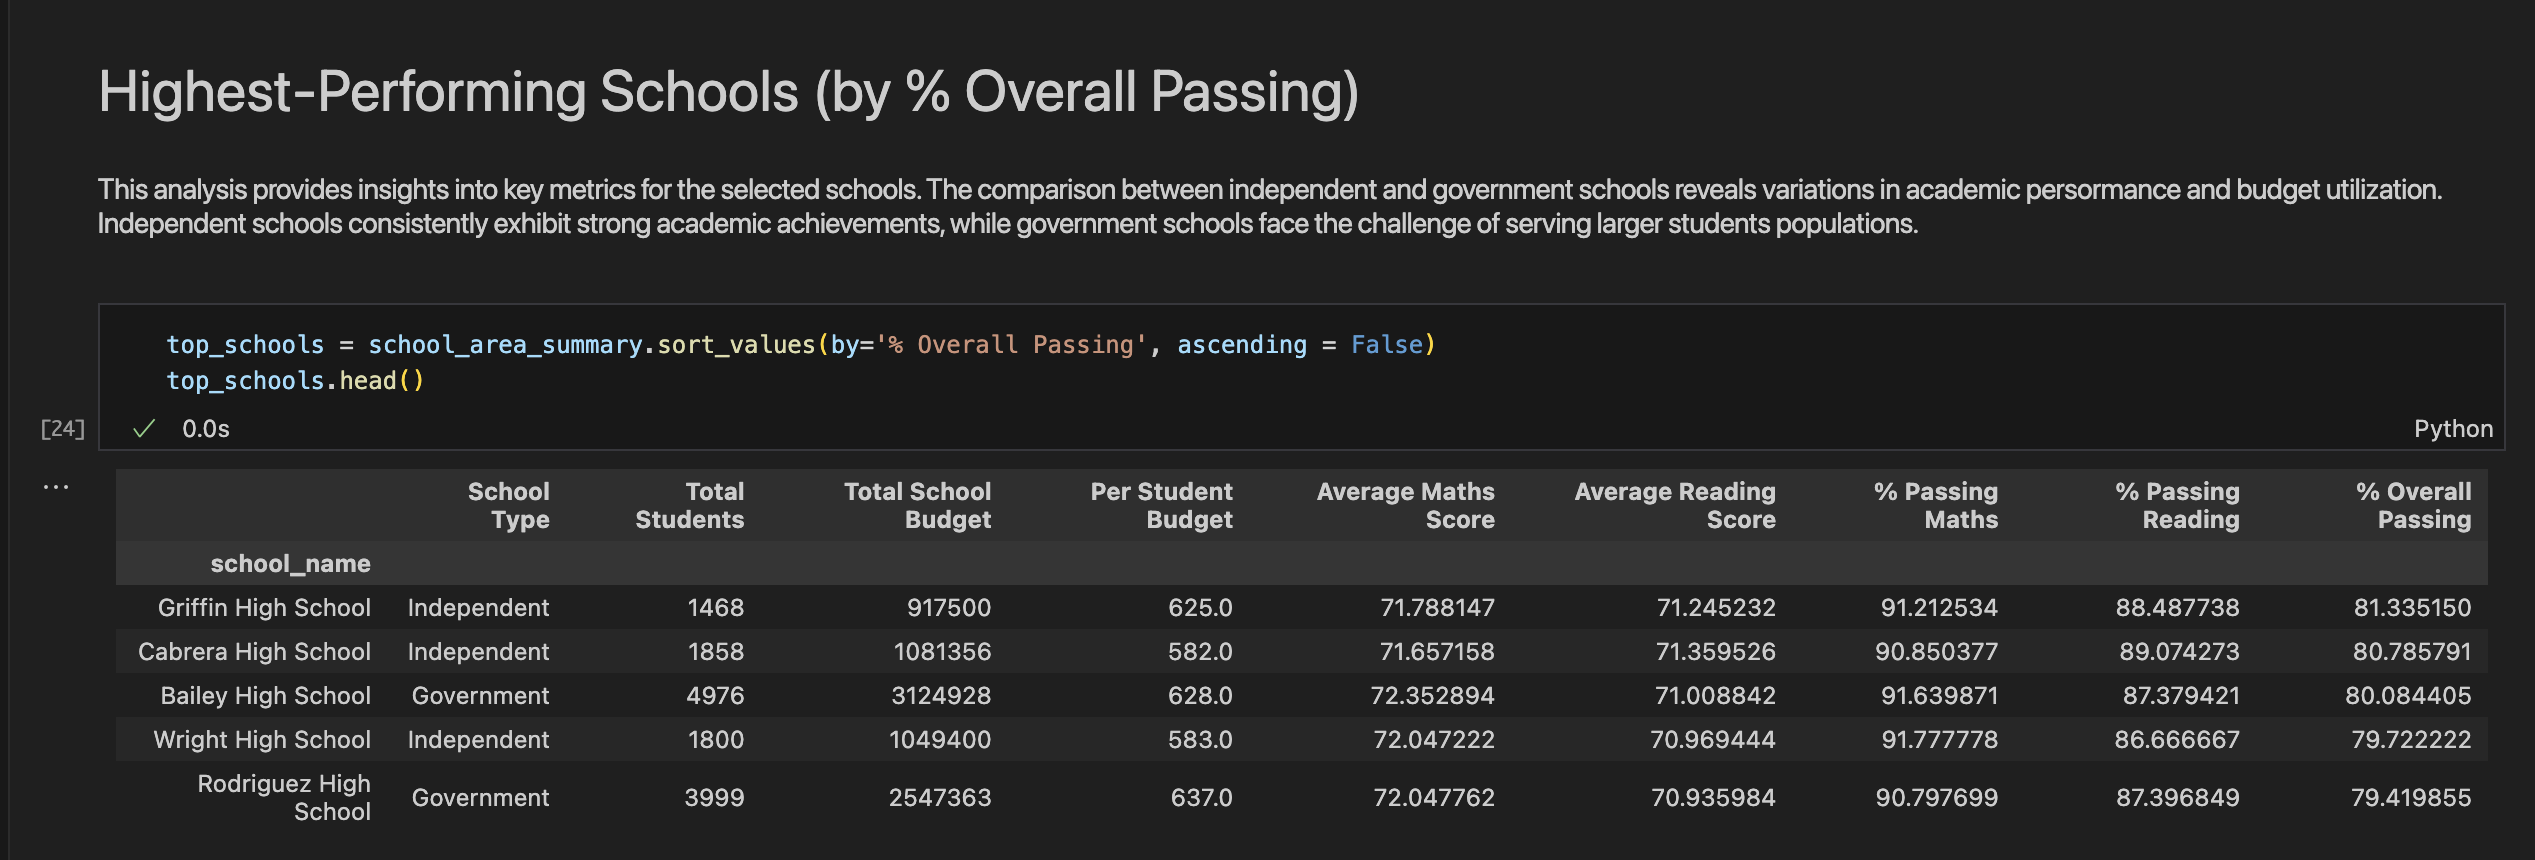 Highest-Performing Schools (by % Overall Passing)
This analysis provides insights into key metrics for the selected schools. The comparison between independent and government schools reveals variations in academic persormance and budget utilization.
Independent schools consistently exhibit strong academic achievements, while government schools face the challenge of serving larger students populations.
top_schools = school_area_summary.sort_values(by='% Overall Passing', ascending = False)
top_schools.head()
[24] ✓ 0.0s Python
...
School Type Total Students Total School Budget Per Student Budget Average Maths Score Average Reading Score % Passing Maths % Passing Reading % Overall Passing
school_name
Griffin High School Independent 1468 917500 625.0 71.788147 71.245232 91.212534 88.487738 81.335150
Cabrera High School Independent 1858 1081356 582.0 71.657158 71.359526 90.850377 89.074273 80.785791
Bailey High School Government 4976 3124928 628.0 72.352894 71.008842 91.639871 87.379421 80.084405
Wright High School Independent 1800 1049400 583.0 72.047222 70.969444 91.777778 86.666667 79.722222
Rodriguez High School Government 3999 2547363 637.0 72.047762 70.935984 90.797699 87.396849 79.419855